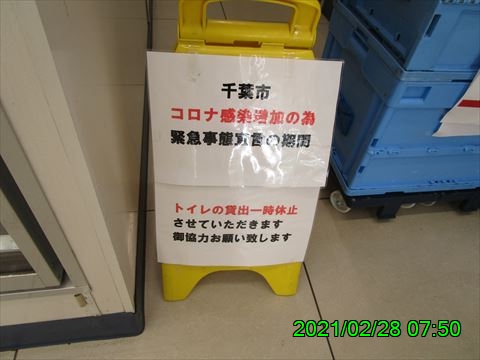 千葉市
コロナ感染増加の為
緊急事態宣言の期間
トイレの貸出一時休止
させていただきます
御協力お願い致します
2021/02/28 07:50